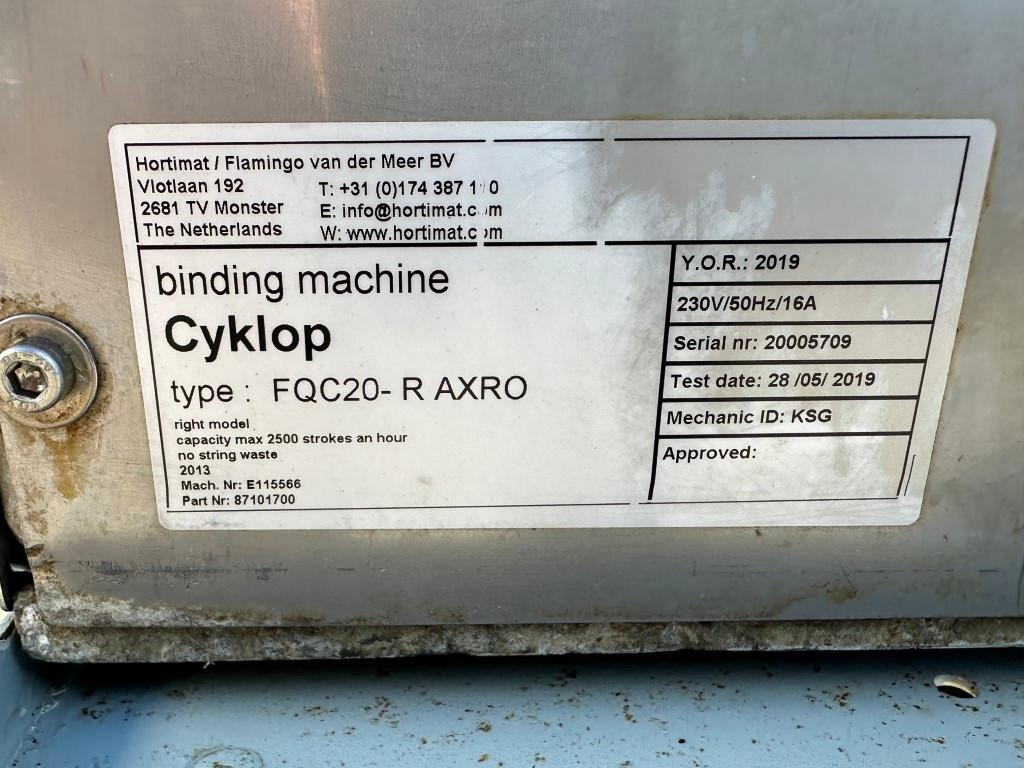 Hortimat / Flamingo van der Meer BV
Vlotlaan 192
2681 TV Monster
The Netherlands
T: +31 (0)174 387 1 0
E: info@hortimat.c m
W: www.hortimat.c m
binding machine
Cyklop
type : FQC20- R AXRO
right model
capacity max 2500 strokes an hour
no string waste
2013
Mach. Nr: E115566
Part Nr: 87101700
Y.O.R.: 2019
230V/50Hz/16A
Serial nr: 20005709
Test date: 28 /05/ 2019
Mechanic ID: KSG
Approved: